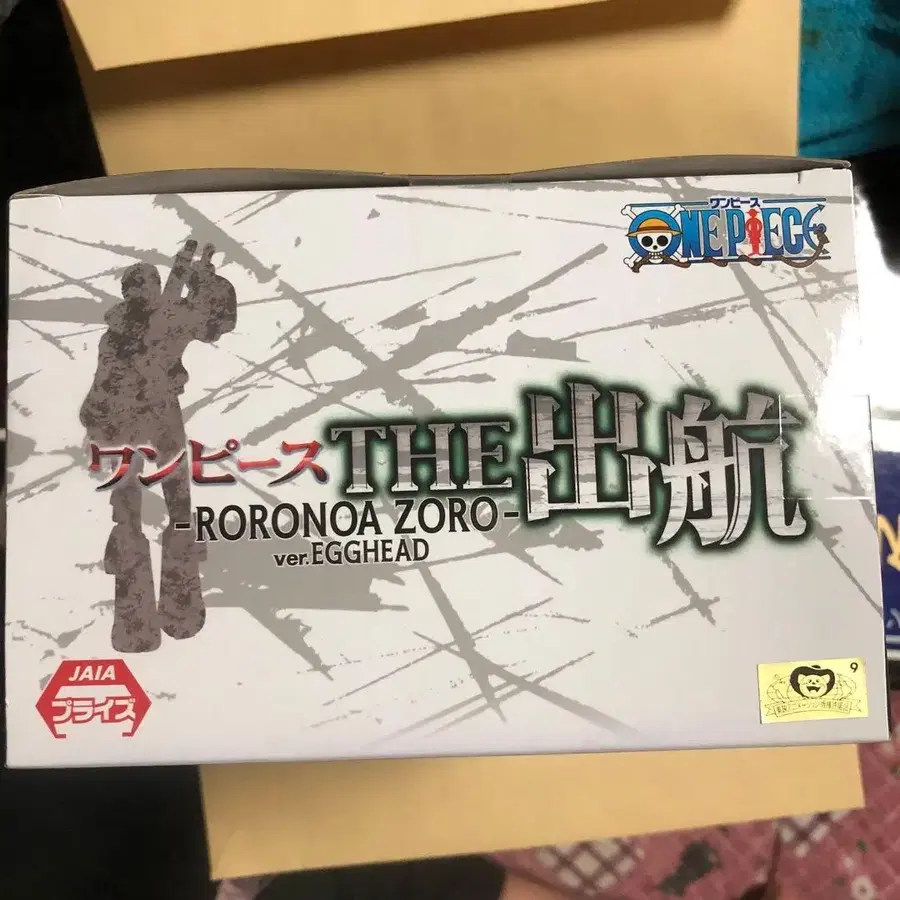 ワンピース
ONE PIECE
ワンピース THE 出航
-RORONOA ZORO-
ver.EGGHEAD
JAIA
プライズ
9